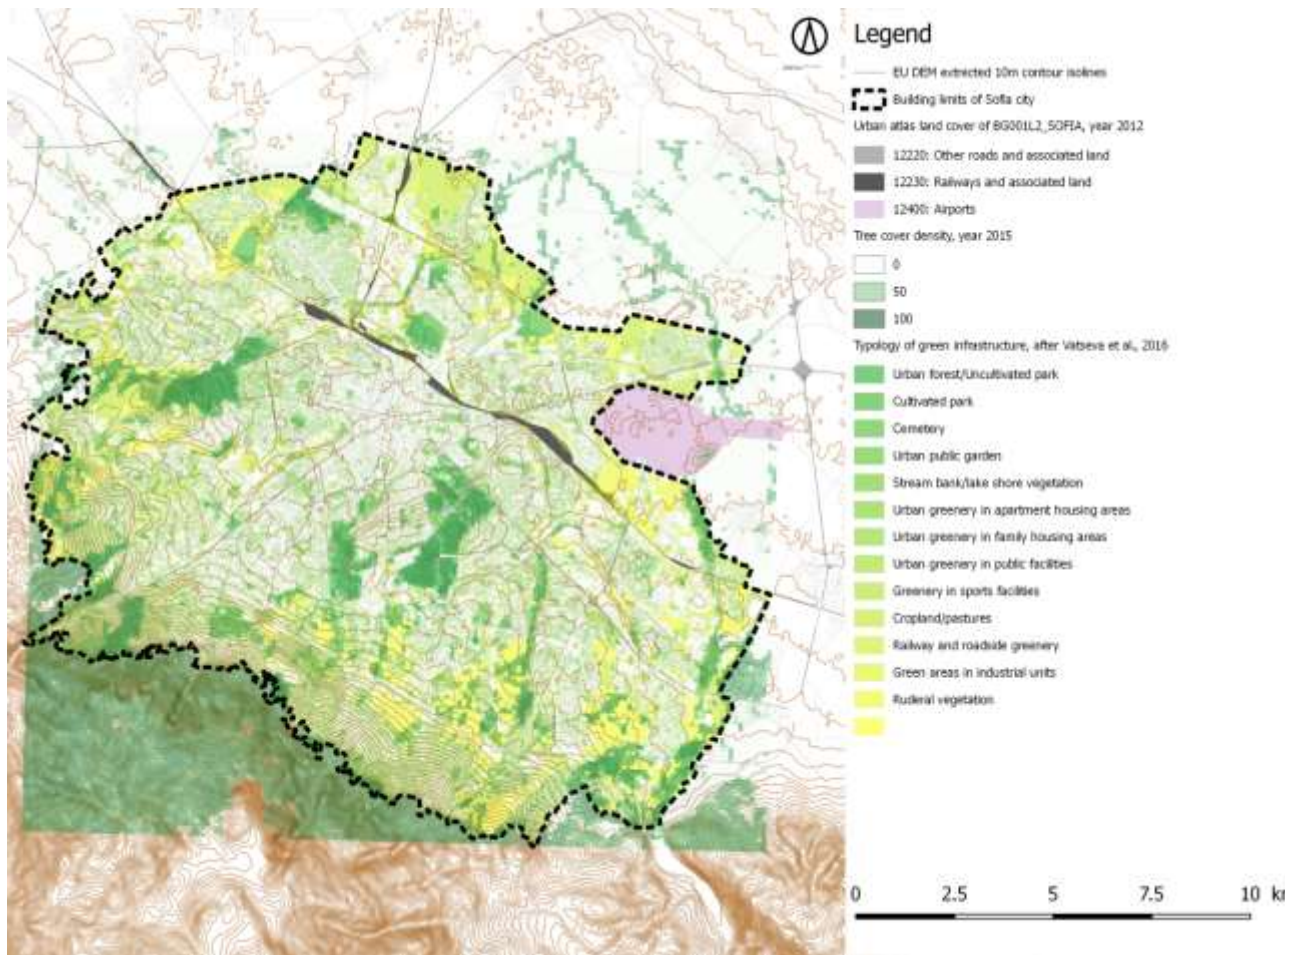 Legend
EU DEM extrected 10m contour isolines
Building limits of Sofia city
Urban atlas land cover of BG001L2_SOFIA, year 2012
12220: Other roads and associated land
12230: Railways and associated land
12400: Airports
Tree cover density, year 2015
0
50
100
Typology of green infrastructure, after Vatseva et al., 2016
Urban forest/Uncultivated park
Cultivated park
Cemetery
Urban public garden
Stream bank/lake shore vegetation
Urban greenery in apartment housing areas
Urban greenery in family housing areas
Urban greenery in public facilities
Greenery in sports facilities
Cropland/pastures
Railway and roadside greenery
Green areas in industrial units
Ruderal vegetation
0 2.5 5 7.5 10 k